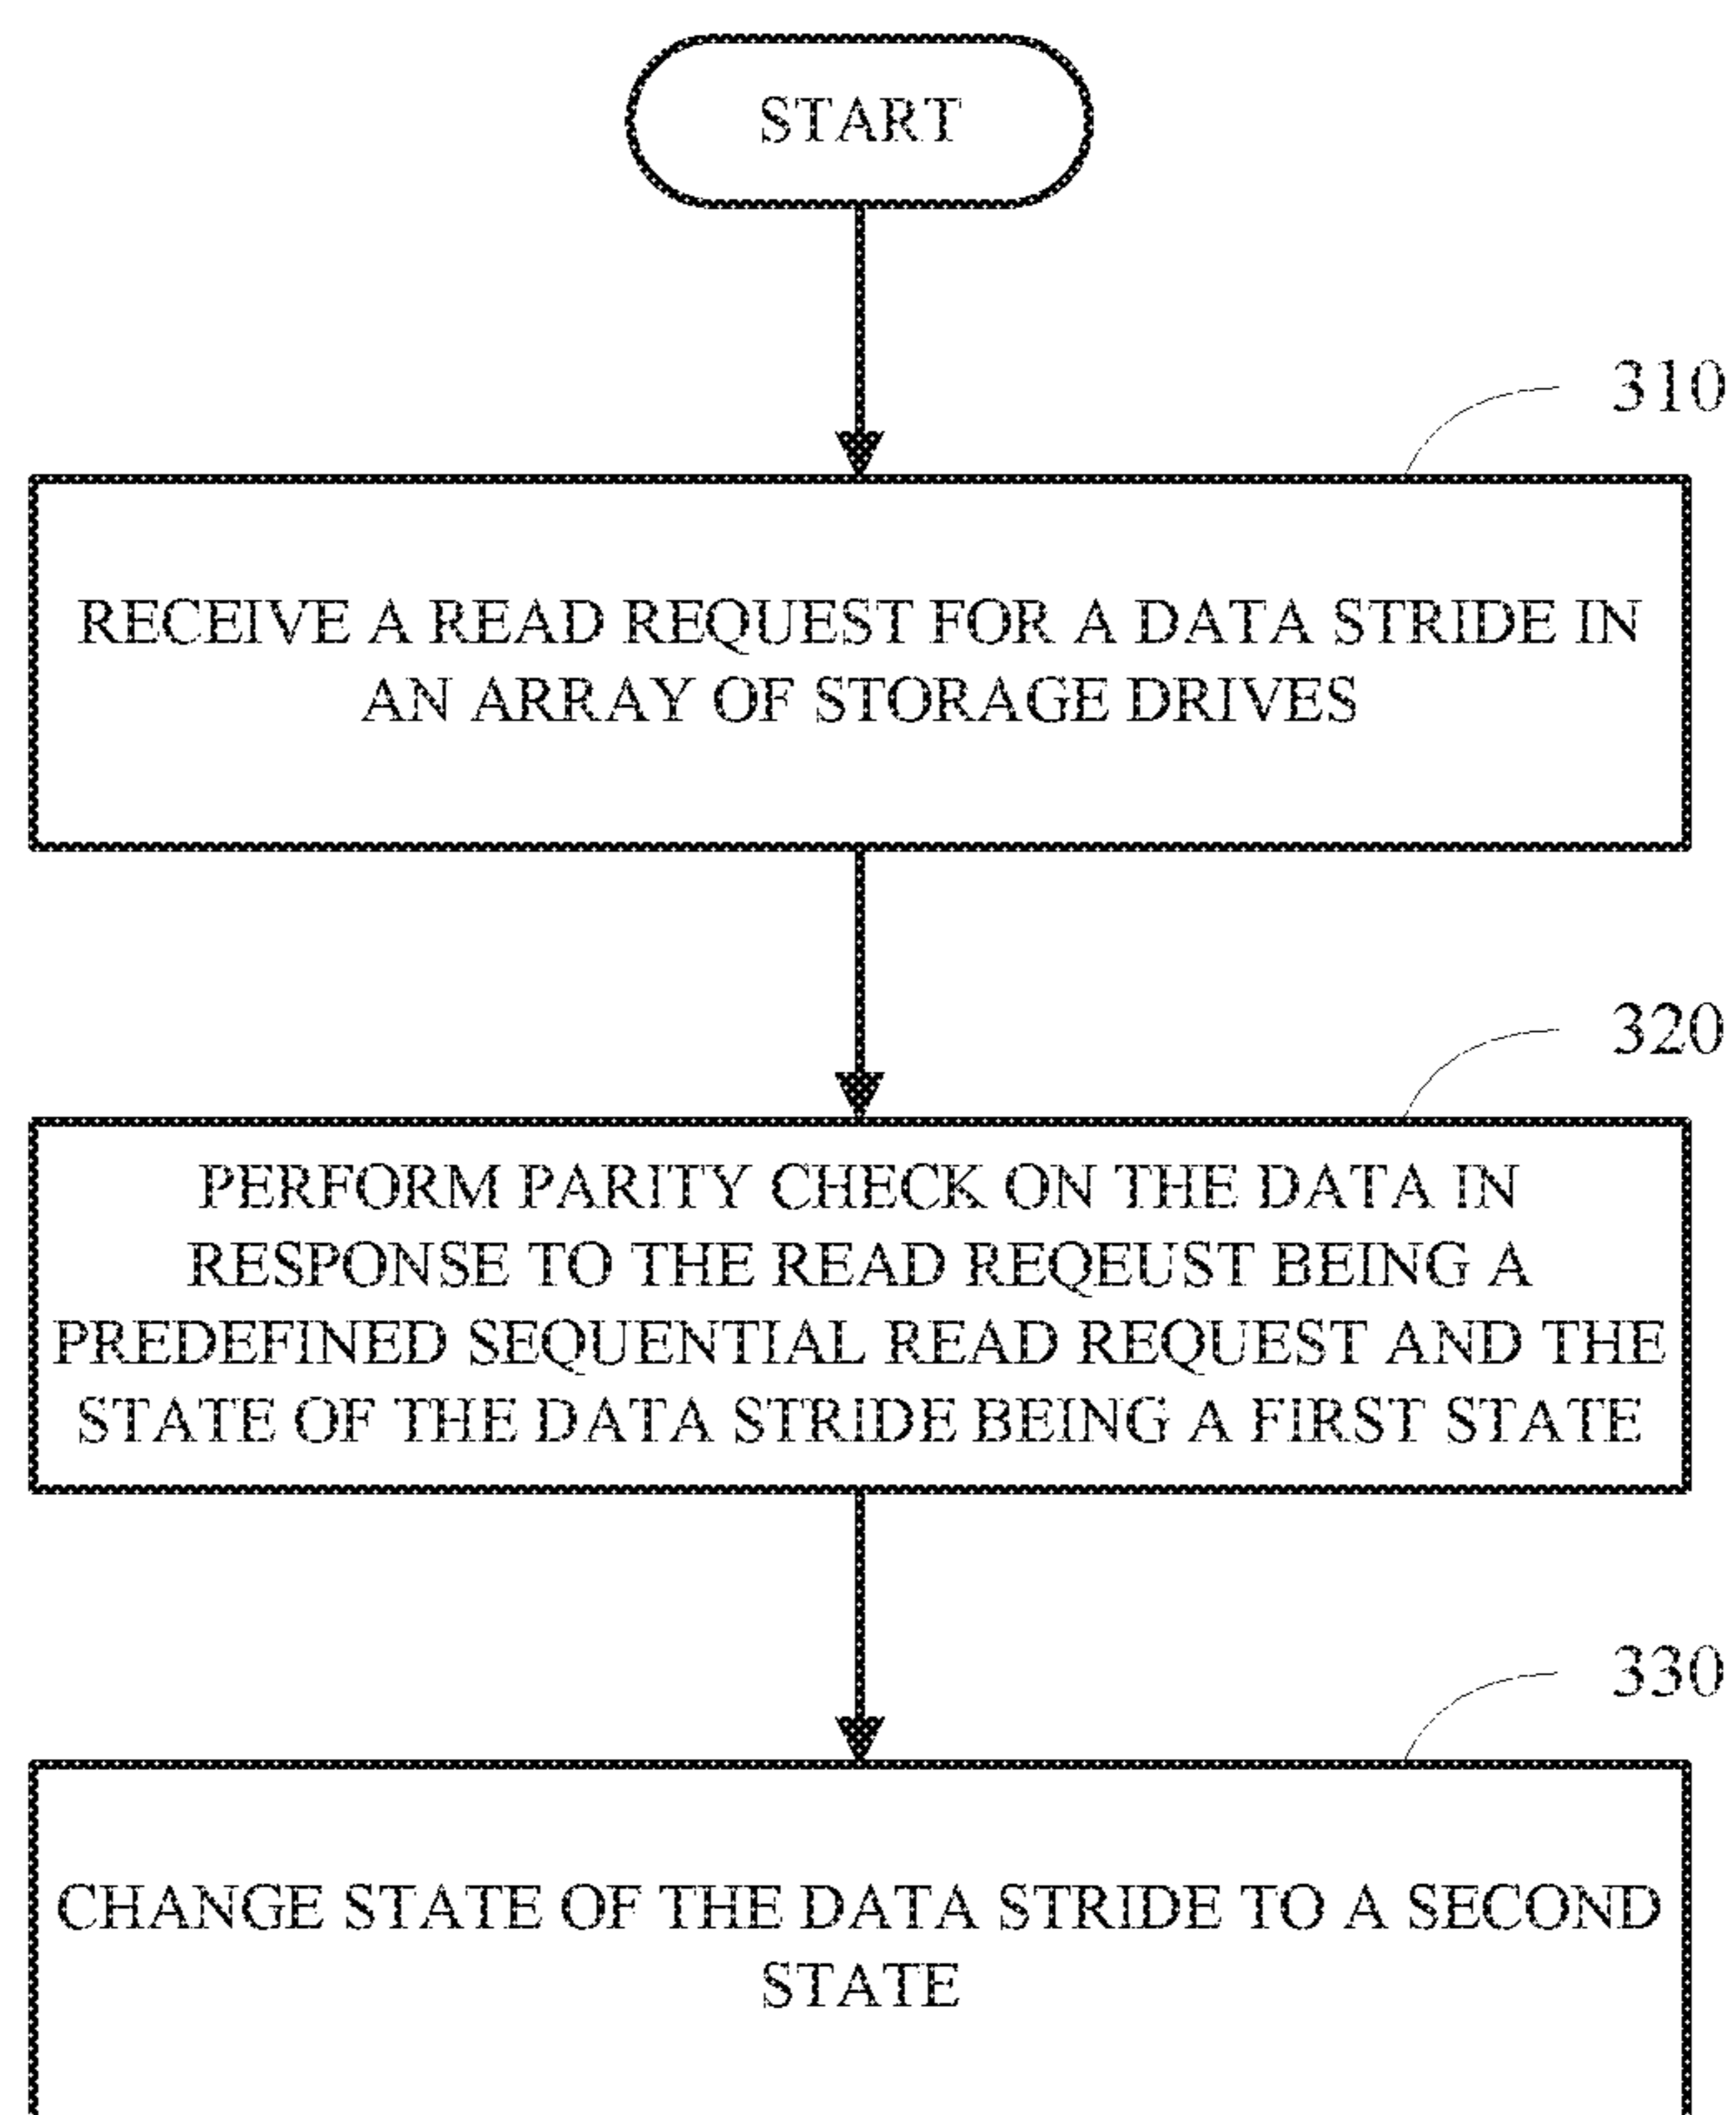 START
310
RECEIVE A READ REQUEST FOR A DATA STRIDE IN
AN ARRAY OF STORAGE DRIVES
320
PERFORM PARITY CHECK ON THE DATA IN
RESPONSE TO THE READ REQEUST BEING A
PREDEFINED SEQUENTIAL READ REQUEST AND THE
STATE OF THE DATA STRIDE BEING A FIRST STATE
330
CHANGE STATE OF THE DATA STRIDE TO A SECOND
STATE